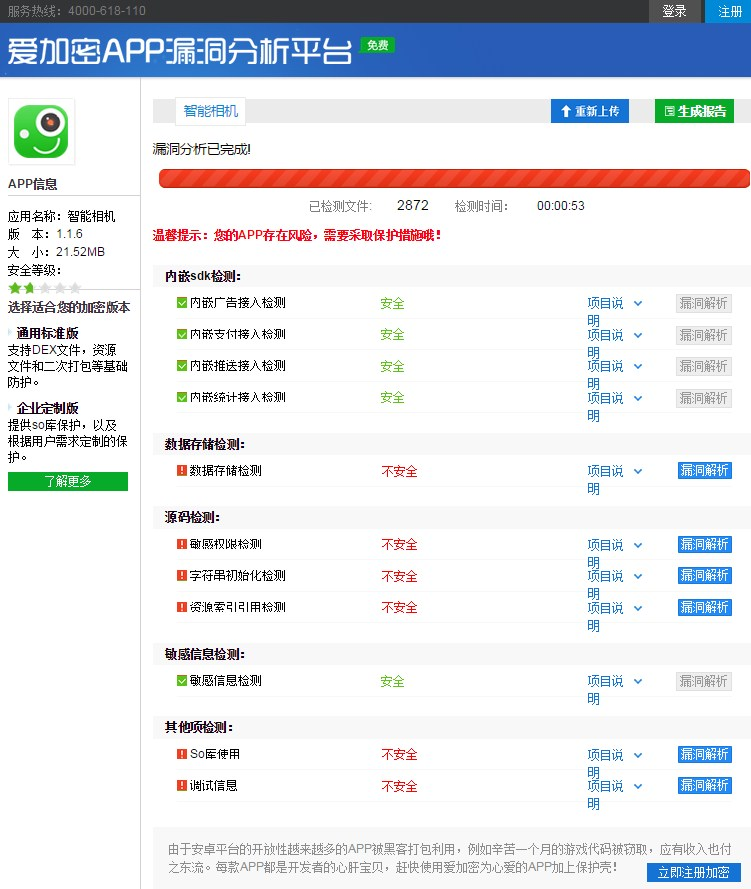 服务热线：4000-618-110
登录
注册
爱加密APP漏洞分析平台
免费
APP信息
应用名称：智能相机
版 本：1.1.6
大 小：21.52MB
安全等级：
选择适合您的加密版本
通用标准版
支持DEX文件，资源
文件和二次打包等基础
防护。
企业定制版
提供so库保护，以及
根据用户需求定制的保
护。
了解更多
智能相机
重新上传
生成报告
漏洞分析已完成!
已检测文件: 2872 检测时间： 00:00:53
温馨提示：您的APP存在风险，需要采取保护措施哦!
内嵌sdk检测：
内嵌广告接入检测 安全 项目说明 漏洞解析
内嵌支付接入检测 安全 项目说明 漏洞解析
内嵌推送接入检测 安全 项目说明 漏洞解析
内嵌统计接入检测 安全 项目说明 漏洞解析
数据存储检测：
数据存储检测 不安全 项目说明 漏洞解析
源码检测：
敏感权限检测 不安全 项目说明 漏洞解析
字符串初始化检测 不安全 项目说明 漏洞解析
资源索引引用检测 不安全 项目说明 漏洞解析
敏感信息检测：
敏感信息检测 安全 项目说明 漏洞解析
其他项检测：
So库使用 不安全 项目说明 漏洞解析
调试信息 不安全 项目说明 漏洞解析
由于安卓平台的开放性越来越多的APP被黑客打包利用，例如辛苦一个月的游戏代码被窃取，应有收入也付
之东流。每款APP都是开发者的心肝宝贝，赶快使用爱加密为心爱的APP加上保护壳！
立即注册加密